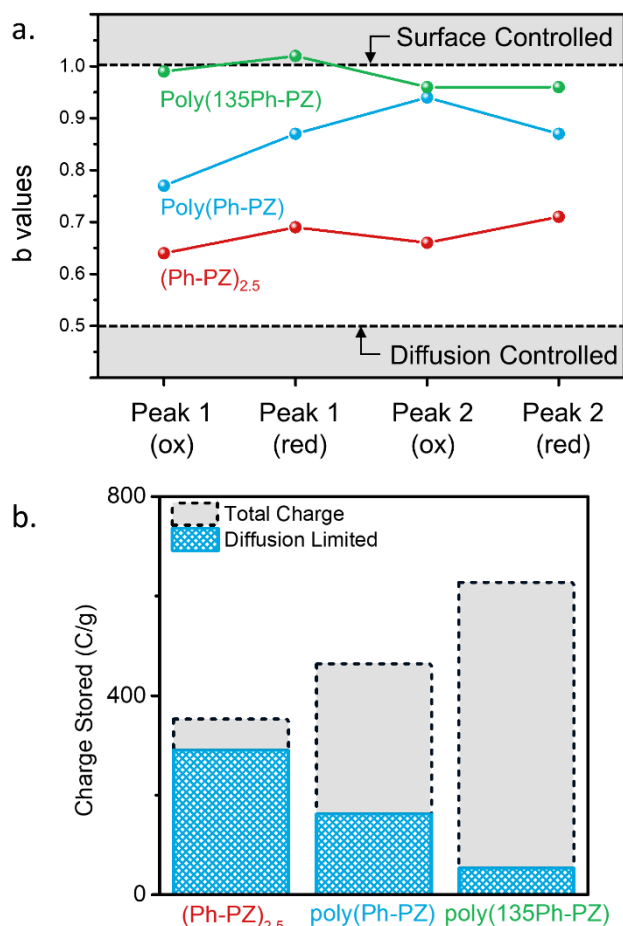 a.
Surface Controlled
1.0
Poly(135Ph-PZ)
0.9
0.8
Poly(Ph-PZ)
b values
0.7
0.6
(Ph-PZ)2.5
0.5
Diffusion Controlled
Peak 1 Peak 1 Peak 2 Peak 2
(ox) (red) (ox) (red)
b.
800
Total Charge
Diffusion Limited
Charge Stored (C/g)
400
0
(Ph-PZ)2.5 poly(Ph-PZ) poly(135Ph-PZ)